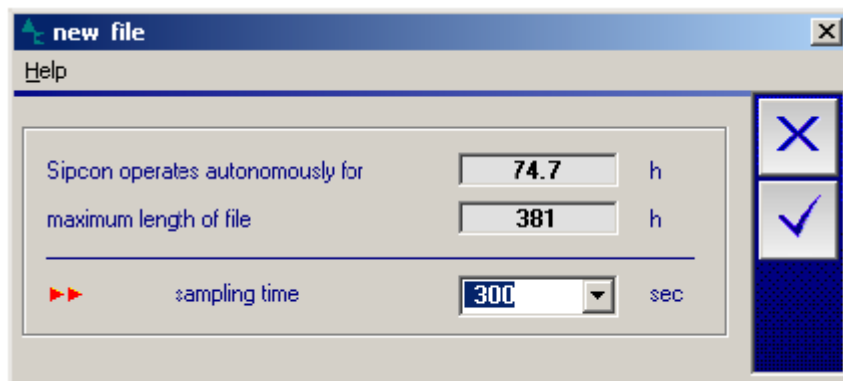 new file
Help
Sipcon operates autonomously for 74.7 h
maximum length of file 381 h
sampling time 300 sec